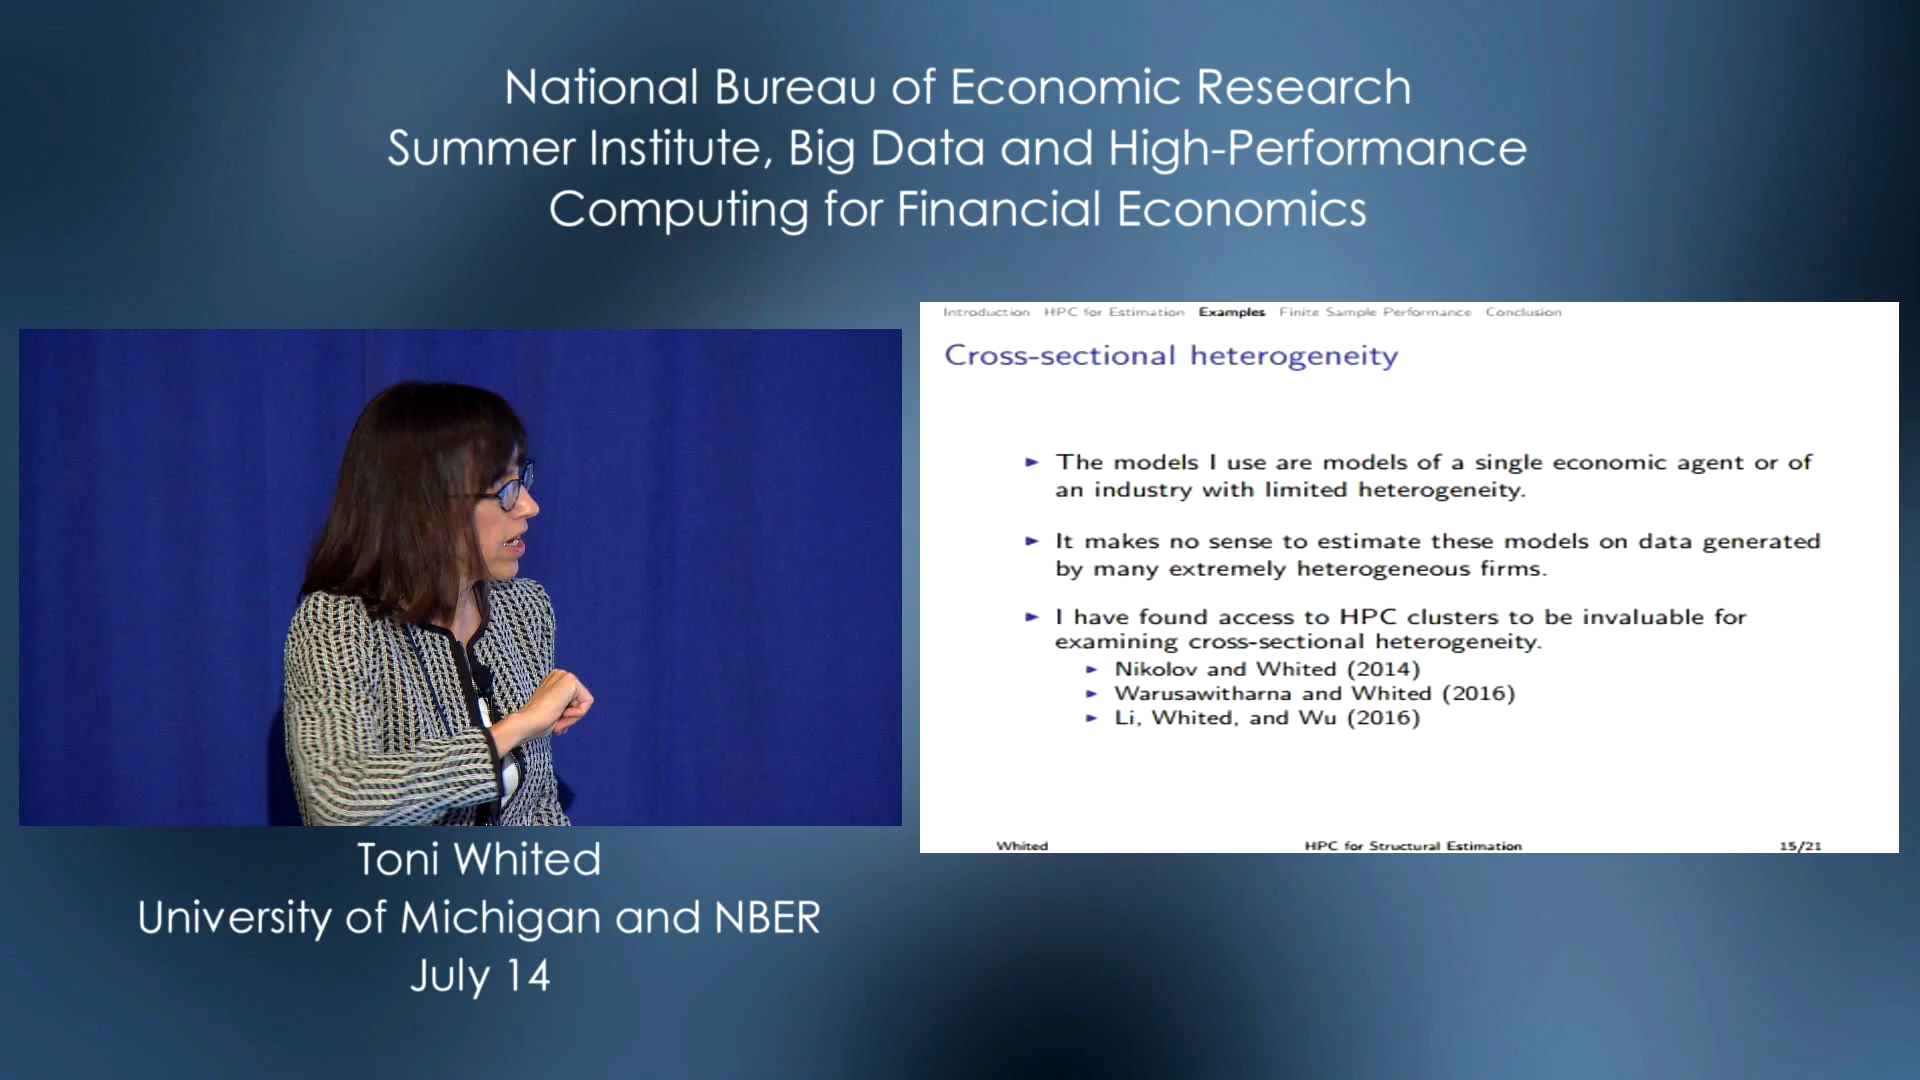 National Bureau of Economic Research
Summer Institute, Big Data and High-Performance
Computing for Financial Economics
Introduction HPC for Estimation Examples Finite Sample Performance Conclusion
Cross-sectional heterogeneity
► The models I use are models of a single economic agent or of
an industry with limited heterogeneity.
► It makes no sense to estimate these models on data generated
by many extremely heterogeneous firms.
► I have found access to HPC clusters to be invaluable for
examining cross-sectional heterogeneity.
► Nikolov and Whited (2014)
► Warusawitharna and Whited (2016)
► Li, Whited, and Wu (2016)
Whited HPC for Structural Estimation 15/21
Toni Whited
University of Michigan and NBER
July 14